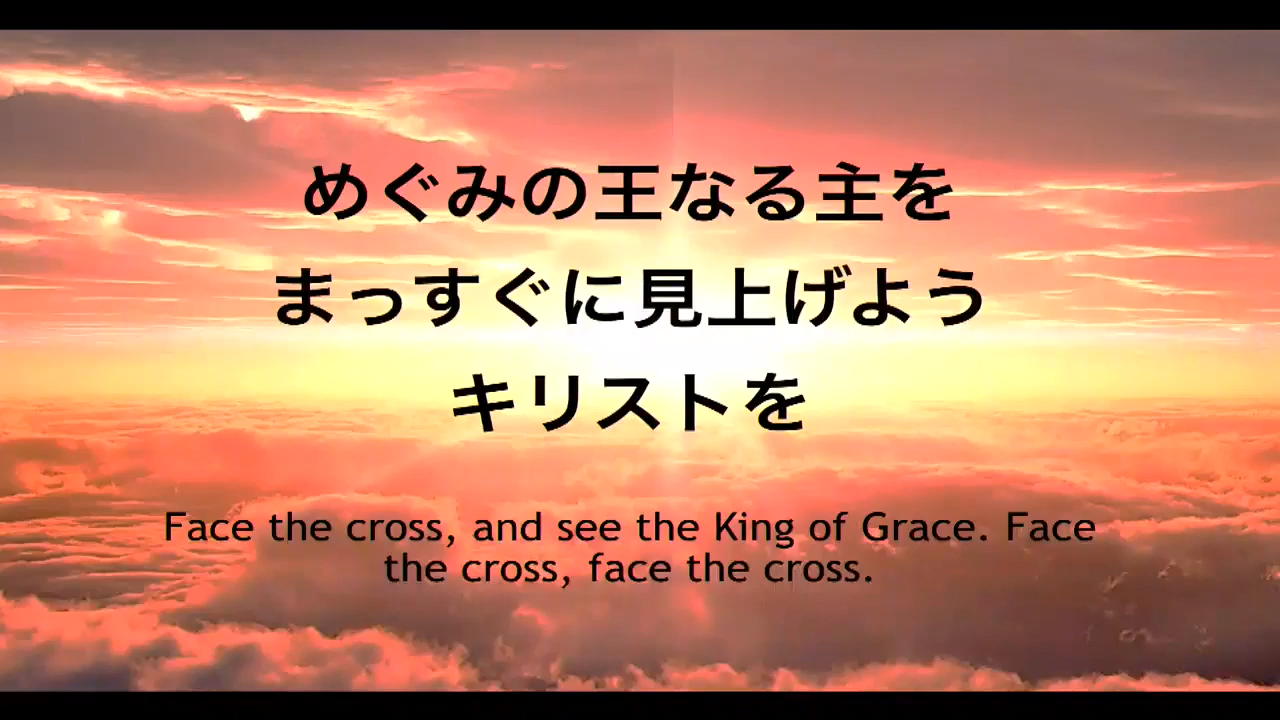 めぐみの王なる主を
まっすぐに見上げよう
キリストを
Face the cross, and see the King of Grace. Face
the cross, face the cross.